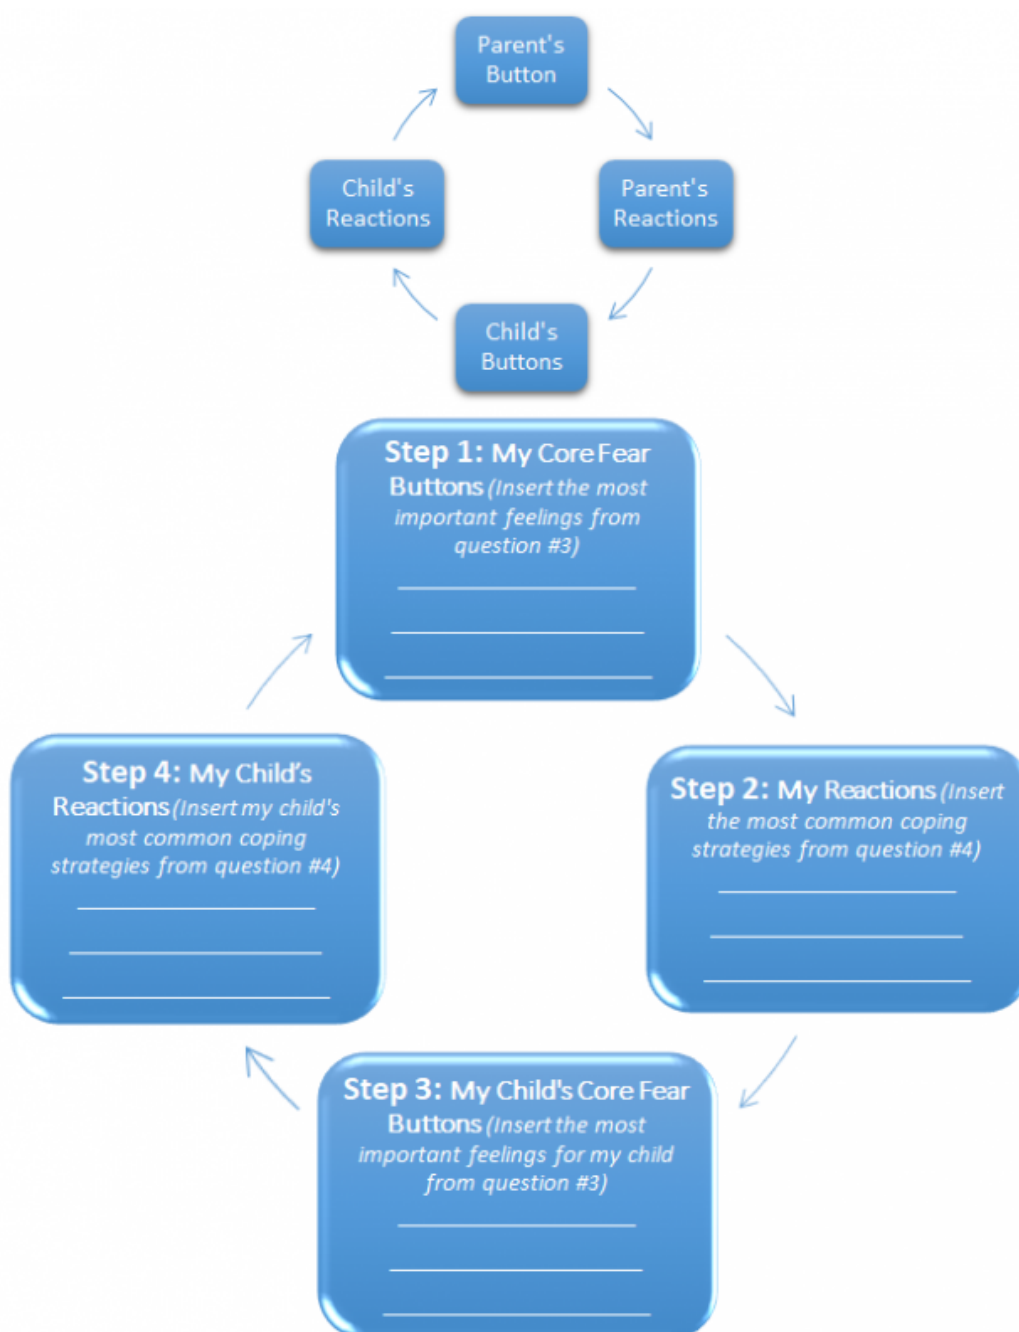 Parent's
Button
Child's
Reactions
Parent's
Reactions
Child's
Buttons
Step 1: My Core Fear
Buttons (Insert the most
important feelings from
question #3)
Step 4: My Child's
Reactions (Insert my child's
most common coping
strategies from question #4)
Step 2: My Reactions (Insert
the most common coping
strategies from question #4)
Step 3: My Child's Core Fear
Buttons (Insert the most
important feelings for my child
from question #3)